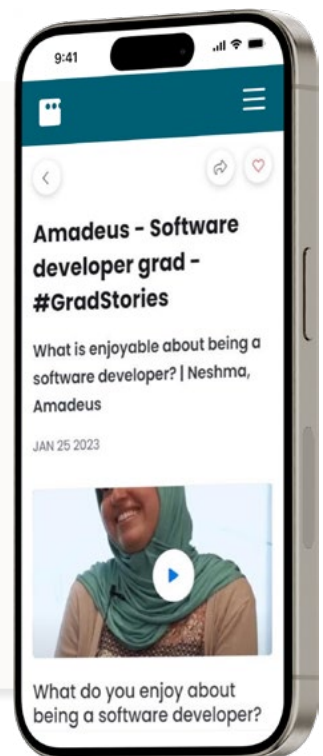 9:41
Amadeus - Software
developer grad -
#GradStories
What is enjoyable about being a
software developer? | Neshma,
Amadeus
JAN 25 2023
What do you enjoy about
being a software developer?